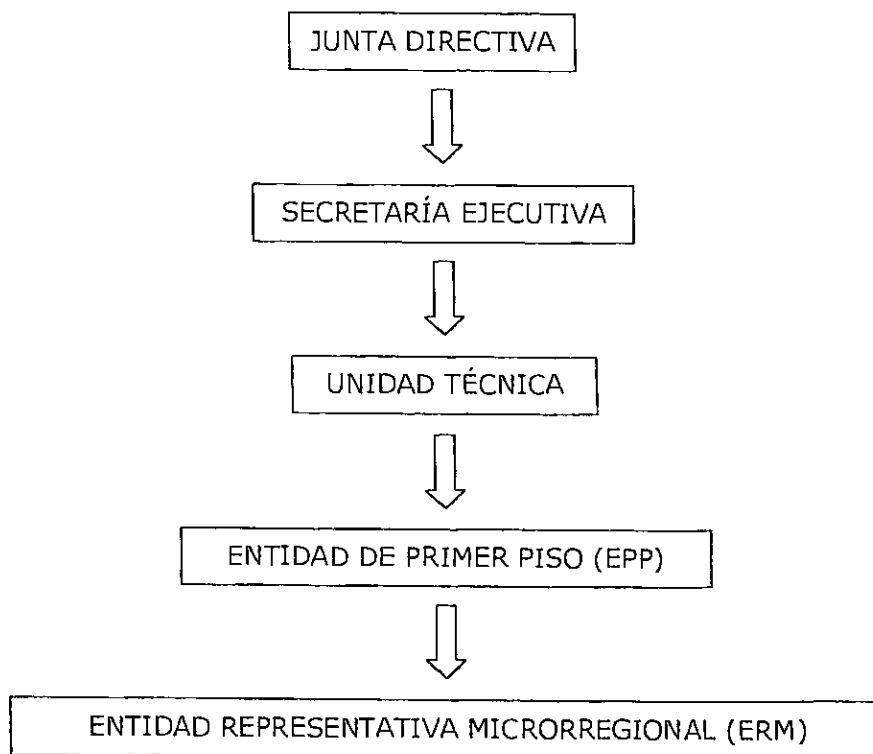 JUNTA DIRECTIVA
SECRETARÍA EJECUTIVA
UNIDAD TÉCNICA
ENTIDAD DE PRIMER PISO (EPP)
ENTIDAD REPRESENTATIVA MICRORREGIONAL (ERM)